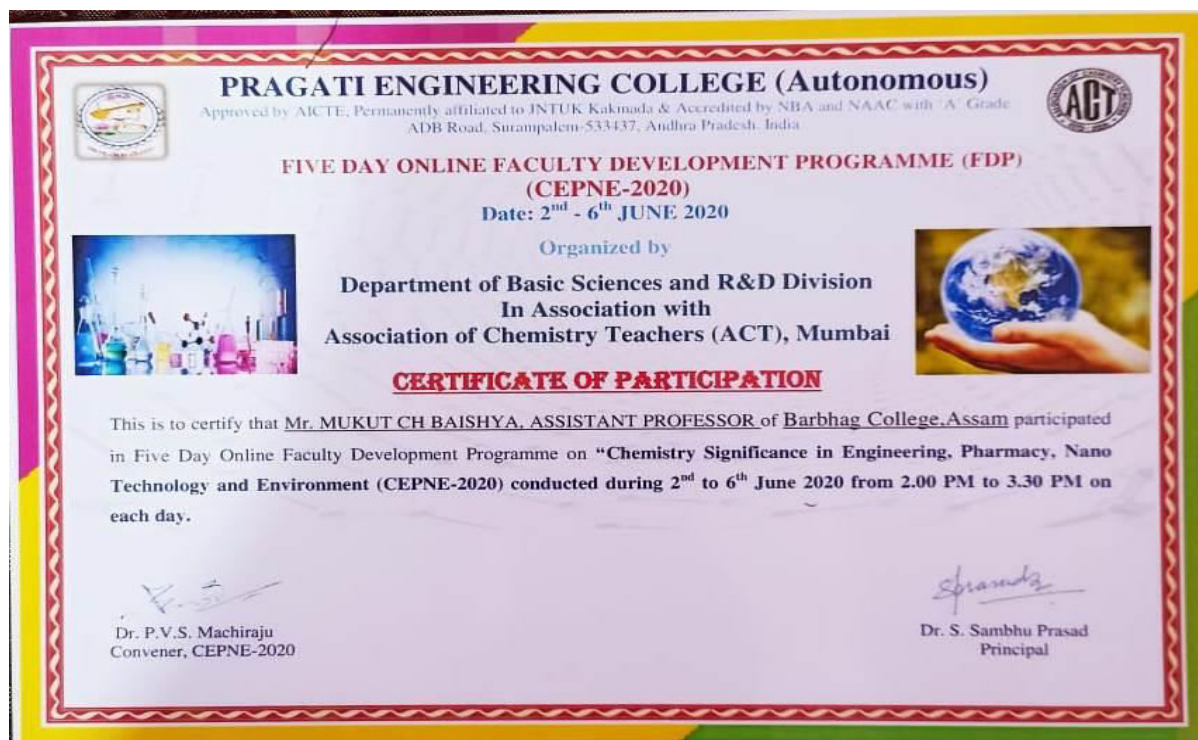 PRAGATI ENGINEERING COLLEGE (Autonomous)
Approved by AICTE, Permanently affiliated to JNTUK Kakinada & Accredited by NBA and NAAC with 'A' Grade
ADB Road, Surampalem-533437, Andhra Pradesh. India
ACT
FIVE DAY ONLINE FACULTY DEVELOPMENT PROGRAMME (FDP)
(CEPNE-2020)
Date: 2nd - 6th JUNE 2020
Organized by
Department of Basic Sciences and R&D Division
In Association with
Association of Chemistry Teachers (ACT), Mumbai
CERTIFICATE OF PARTICIPATION
This is to certify that Mr. MUKUT CH BAISHYA, ASSISTANT PROFESSOR of Barbhag College,Assam participated
in Five Day Online Faculty Development Programme on "Chemistry Significance in Engineering, Pharmacy, Nano
Technology and Environment (CEPNE-2020) conducted during 2nd to 6th June 2020 from 2.00 PM to 3.30 PM on
each day.
Dr. P.V.S. Machiraju
Convener, CEPNE-2020
Dr. S. Sambhu Prasad
Principal